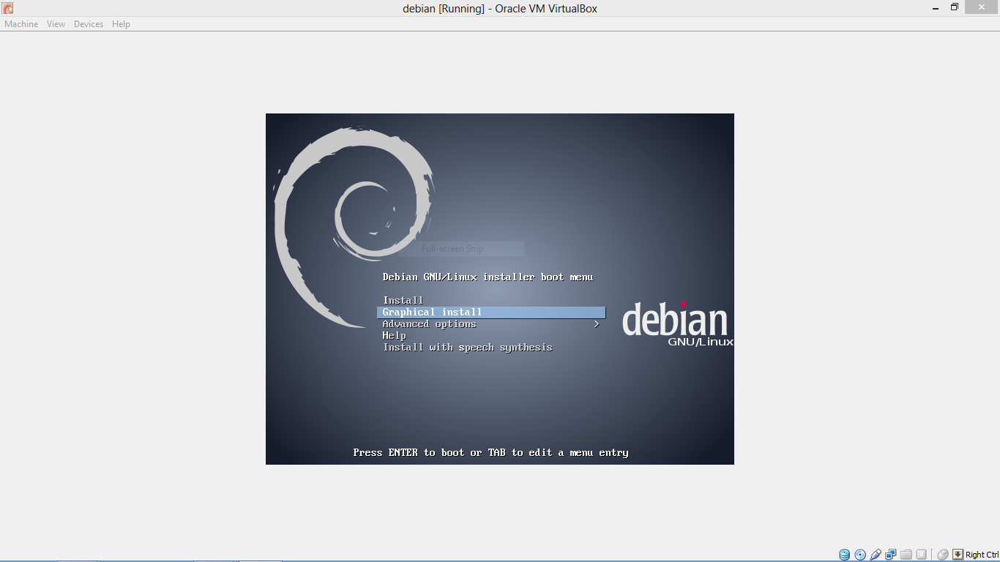 debian [Running] - Oracle VM VirtualBox
Machine View Devices Help
Full-screen Snip
Debian GNU/Linux installer boot menu
Install
Graphical install
Advanced options >
Help
Install with speech synthesis
debian
GNU/Linux
Press ENTER to boot or TAB to edit a menu entry
Right Ctrl